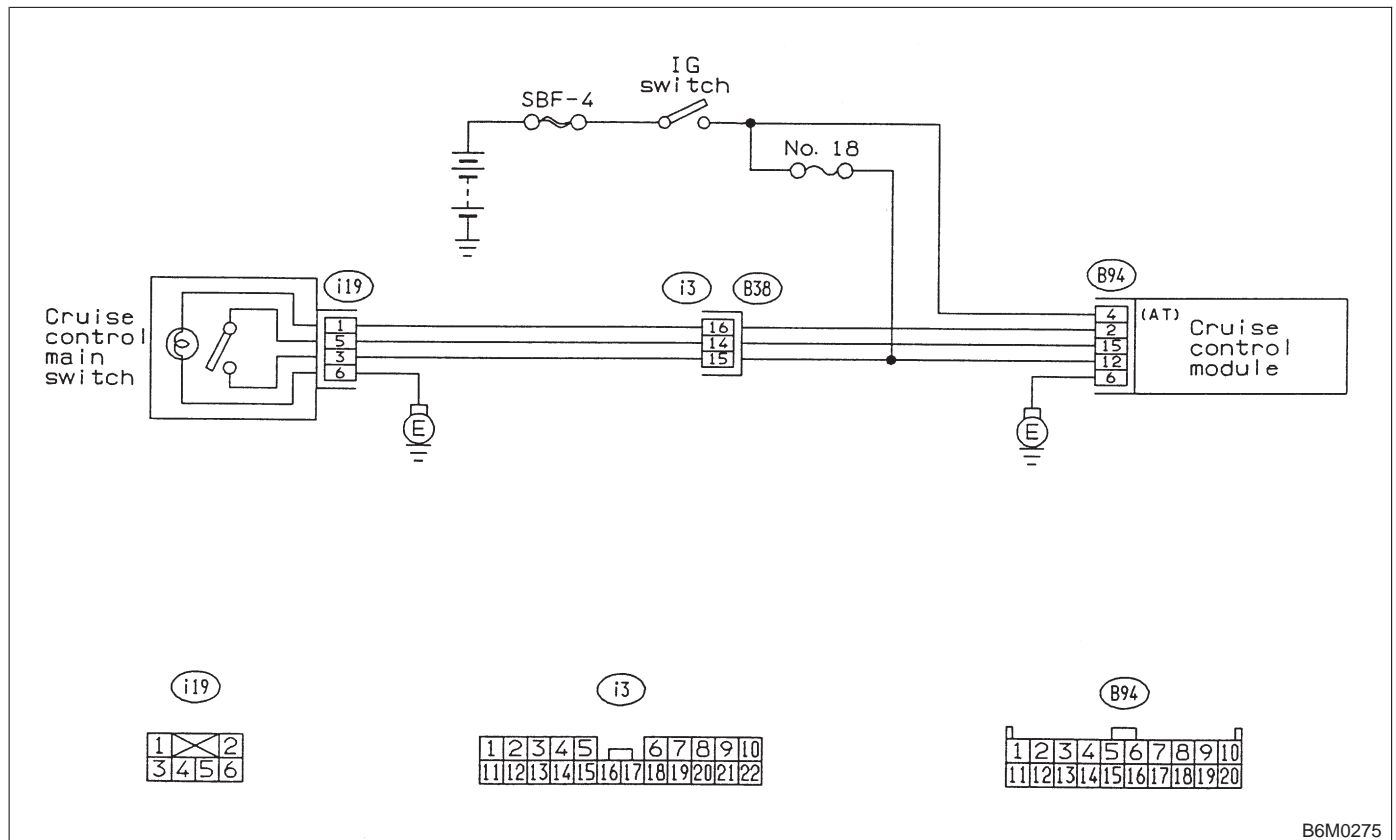 IG
switch
SBF-4
No. 18
Cruise
control
main
switch
i19
1
5
3
6
E
i3
B38
16
14
15
B94
4
2
15
12
6
(AT)
Cruise
control
module
E
i19
1 2
3 4 5 6
i3
1 2 3 4 5 6 7 8 9 10
11 12 13 14 15 16 17 18 19 20 21 22
B94
1 2 3 4 5 6 7 8 9 10
11 12 13 14 15 16 17 18 19 20
B6M0275